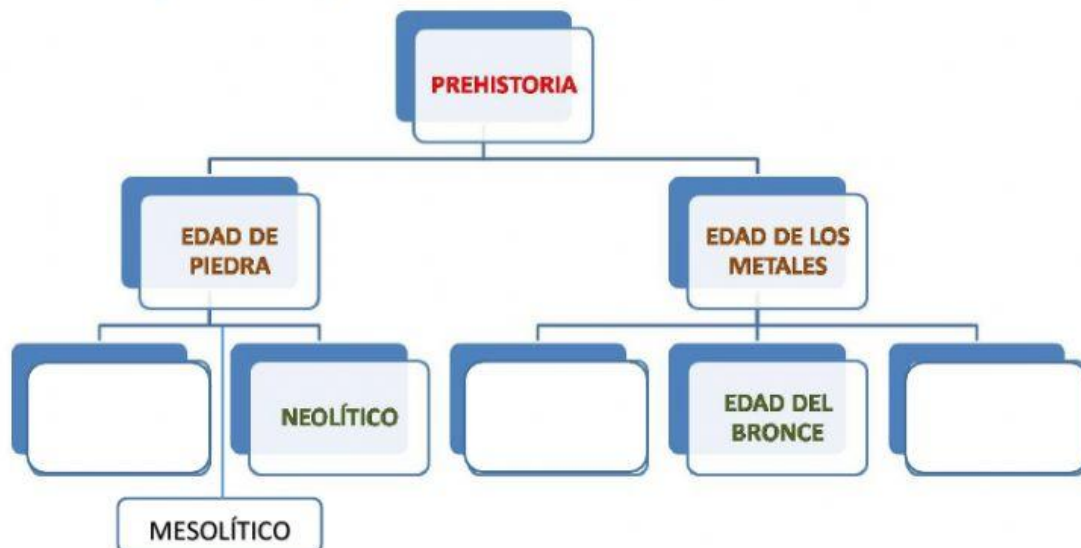 PREHISTORIA
EDAD DE
PIEDRA
EDAD DE LOS
METALES
NEOLÍTICO
EDAD DEL
BRONCE
MESOLÍTICO